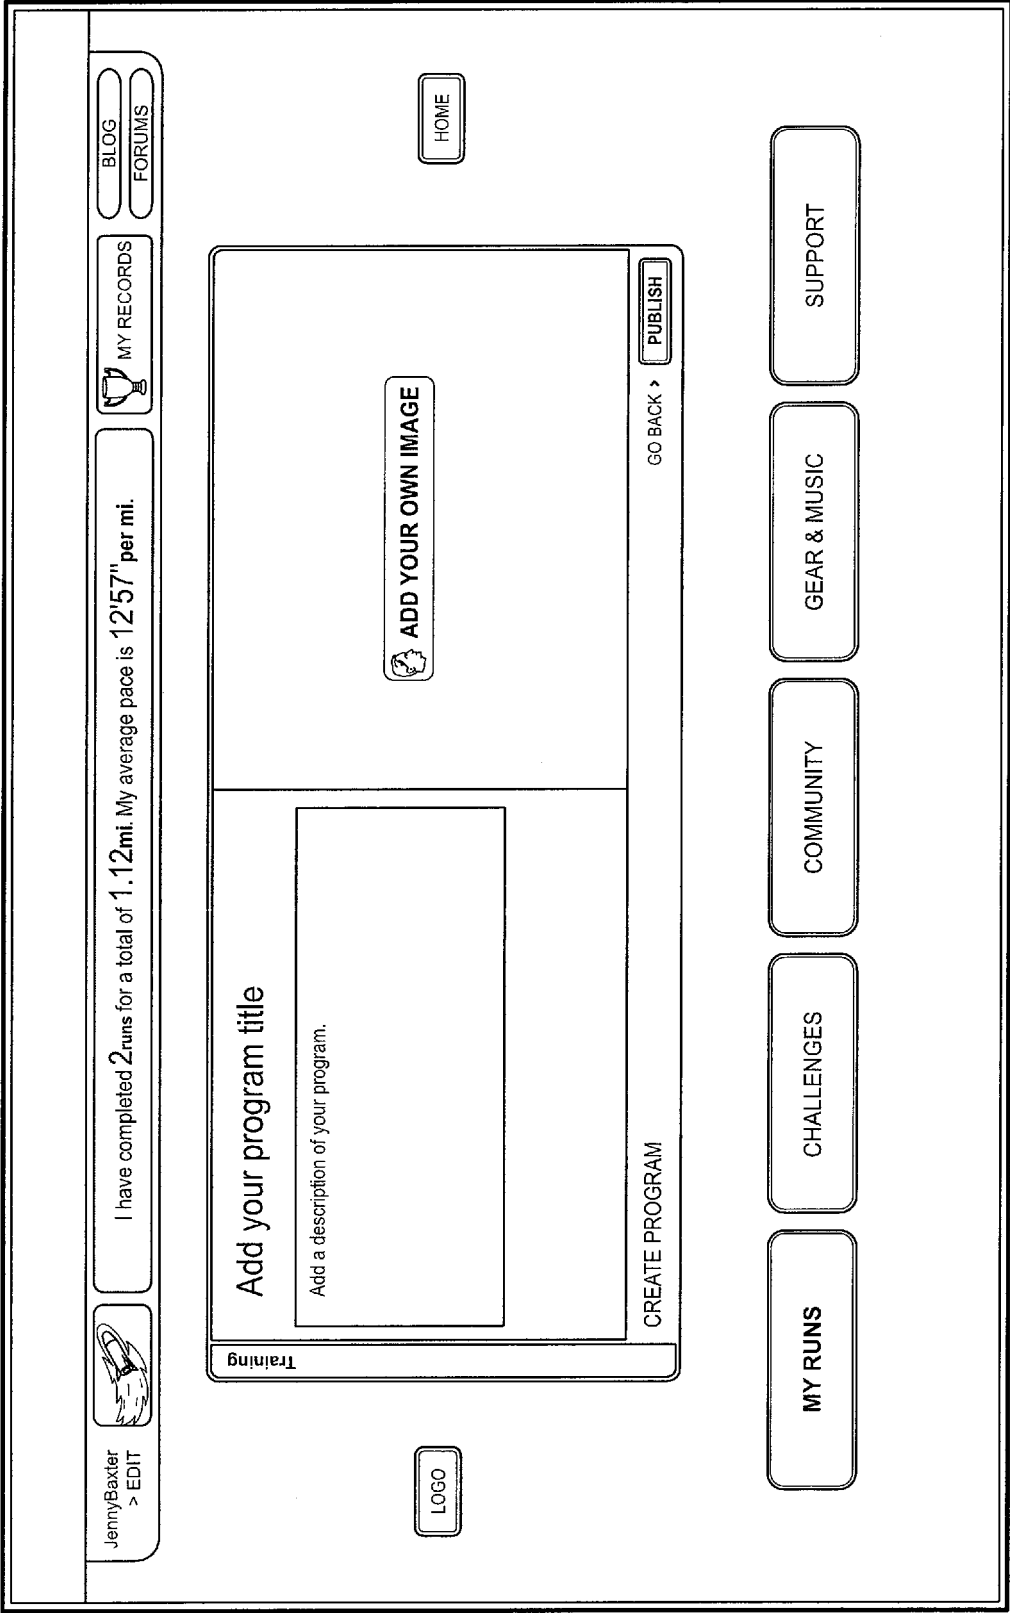 JennyBaxter
> EDIT
I have completed 2runs for a total of 1.12mi. My average pace is 12'57"per mi.
MY RECORDS
BLOG
FORUMS
Training
Add your program title
Add a description of your program.
ADD YOUR OWN IMAGE
CREATE PROGRAM
GO BACK >
PUBLISH
LOGO
HOME
MY RUNS
CHALLENGES
COMMUNITY
GEAR & MUSIC
SUPPORT